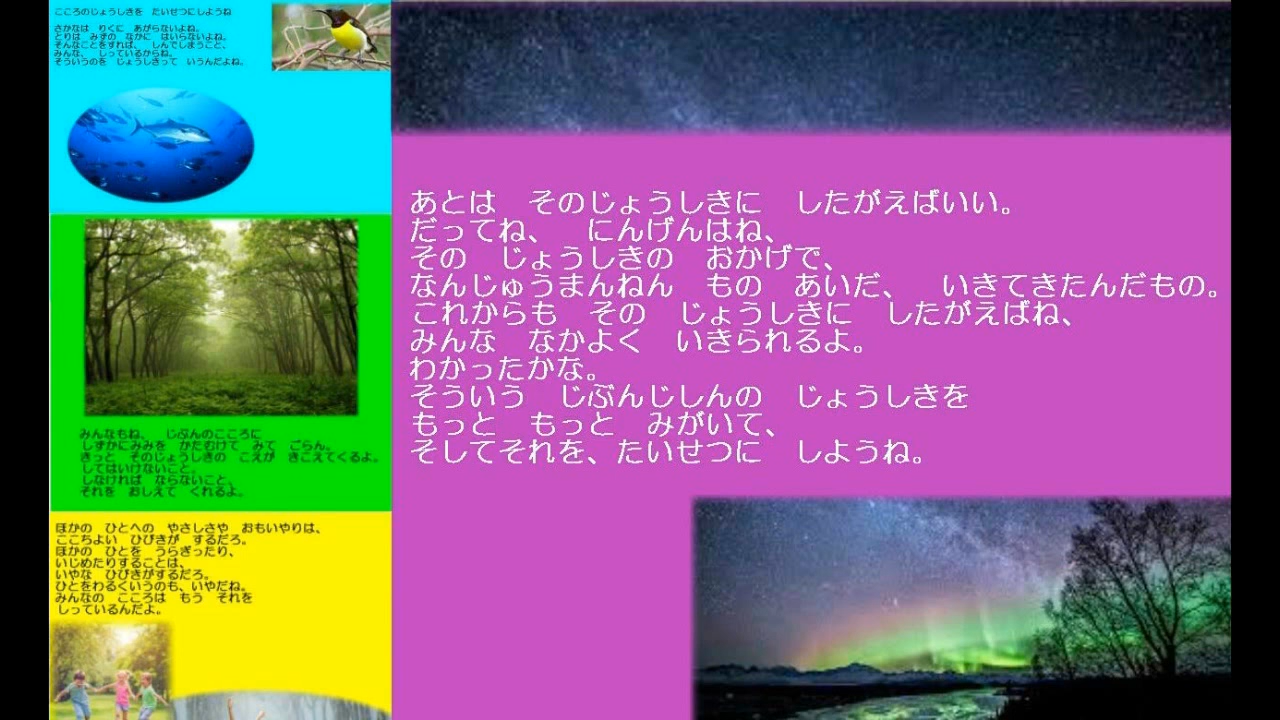 こころのじょうしきを　たいせつにしようね
さかなは　りくに　あがらないよね。
とりは　みずの　なかに　はいらないよね。
そんなことをすれば、　しんでしまうこと、
みんな、　しっているからね。
そういうのを　じょうしきって　いうんだよね。
みんなもね、　じぶんのこころに
しずかにみみを　かたむけて　みて　ごらん。
きっと　そのじょうしきの　こえが　きこえてくるよ。
してはいけないこと、
しなければ　ならないこと、
それを　おしえて　くれるよ。
ほかの　ひとへの　やさしさや　おもいやりは、
ここちよい　ひびきが　するだろ。
ほかの　ひとを　うらぎったり、
いじめたりすることは、
いやな　ひびきがするだろ。
ひとをわるくいうのも、いやだね。
みんなの　こころは　もう　それを
しっているんだよ。
あとは　そのじょうしきに　したがえばいい。
だってね、　にんげんはね、
その　じょうしきの　おかげで、
なんじゅうまんねん　もの　あいだ、　いきてきたんだもの。
これからも　その　じょうしきに　したがえばね、
みんな　なかよく　いきられるよ。
わかったかな。
そういう　じぶんじしんの　じょうしきを
もっと　もっと　みがいて、
そしてそれを、たいせつに　しようね。